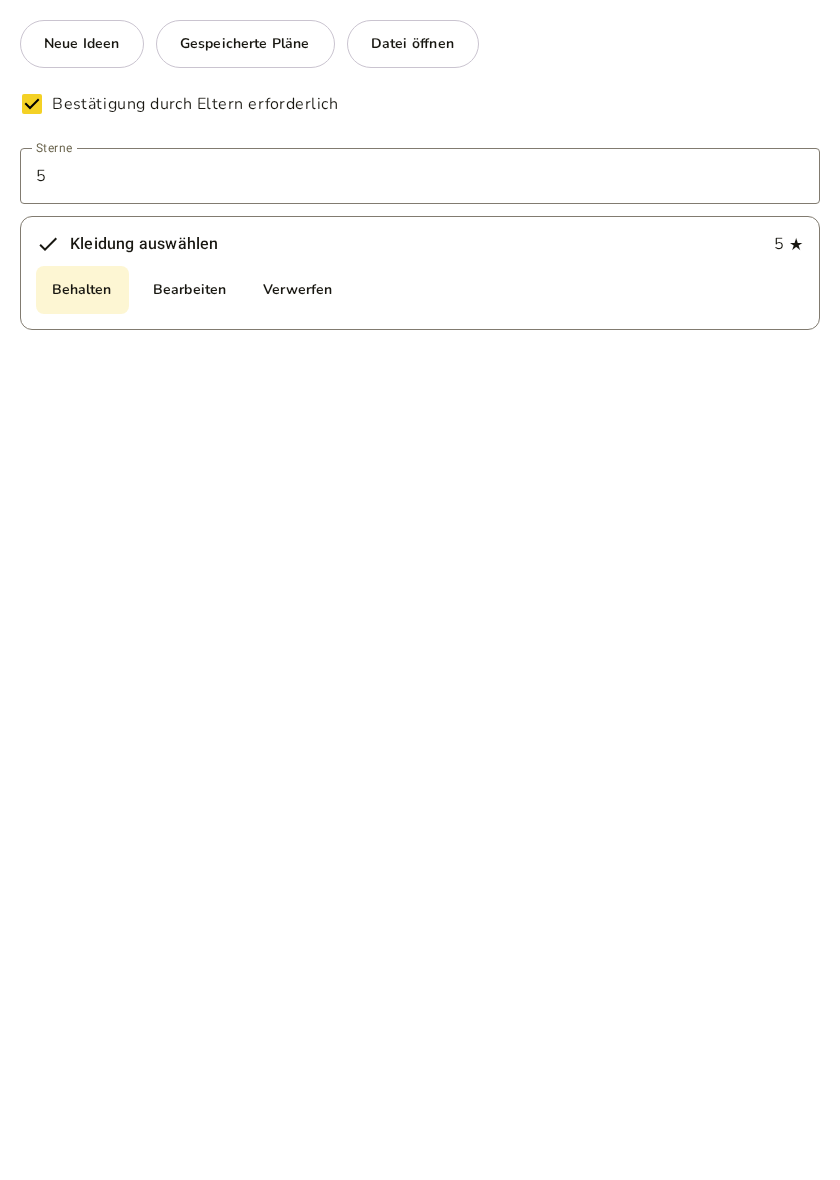 Neue Ideen
Gespeicherte Pläne
Datei öffnen
Bestätigung durch Eltern erforderlich
Sterne
5
Kleidung auswählen
5 ★
Behalten
Bearbeiten
Verwerfen